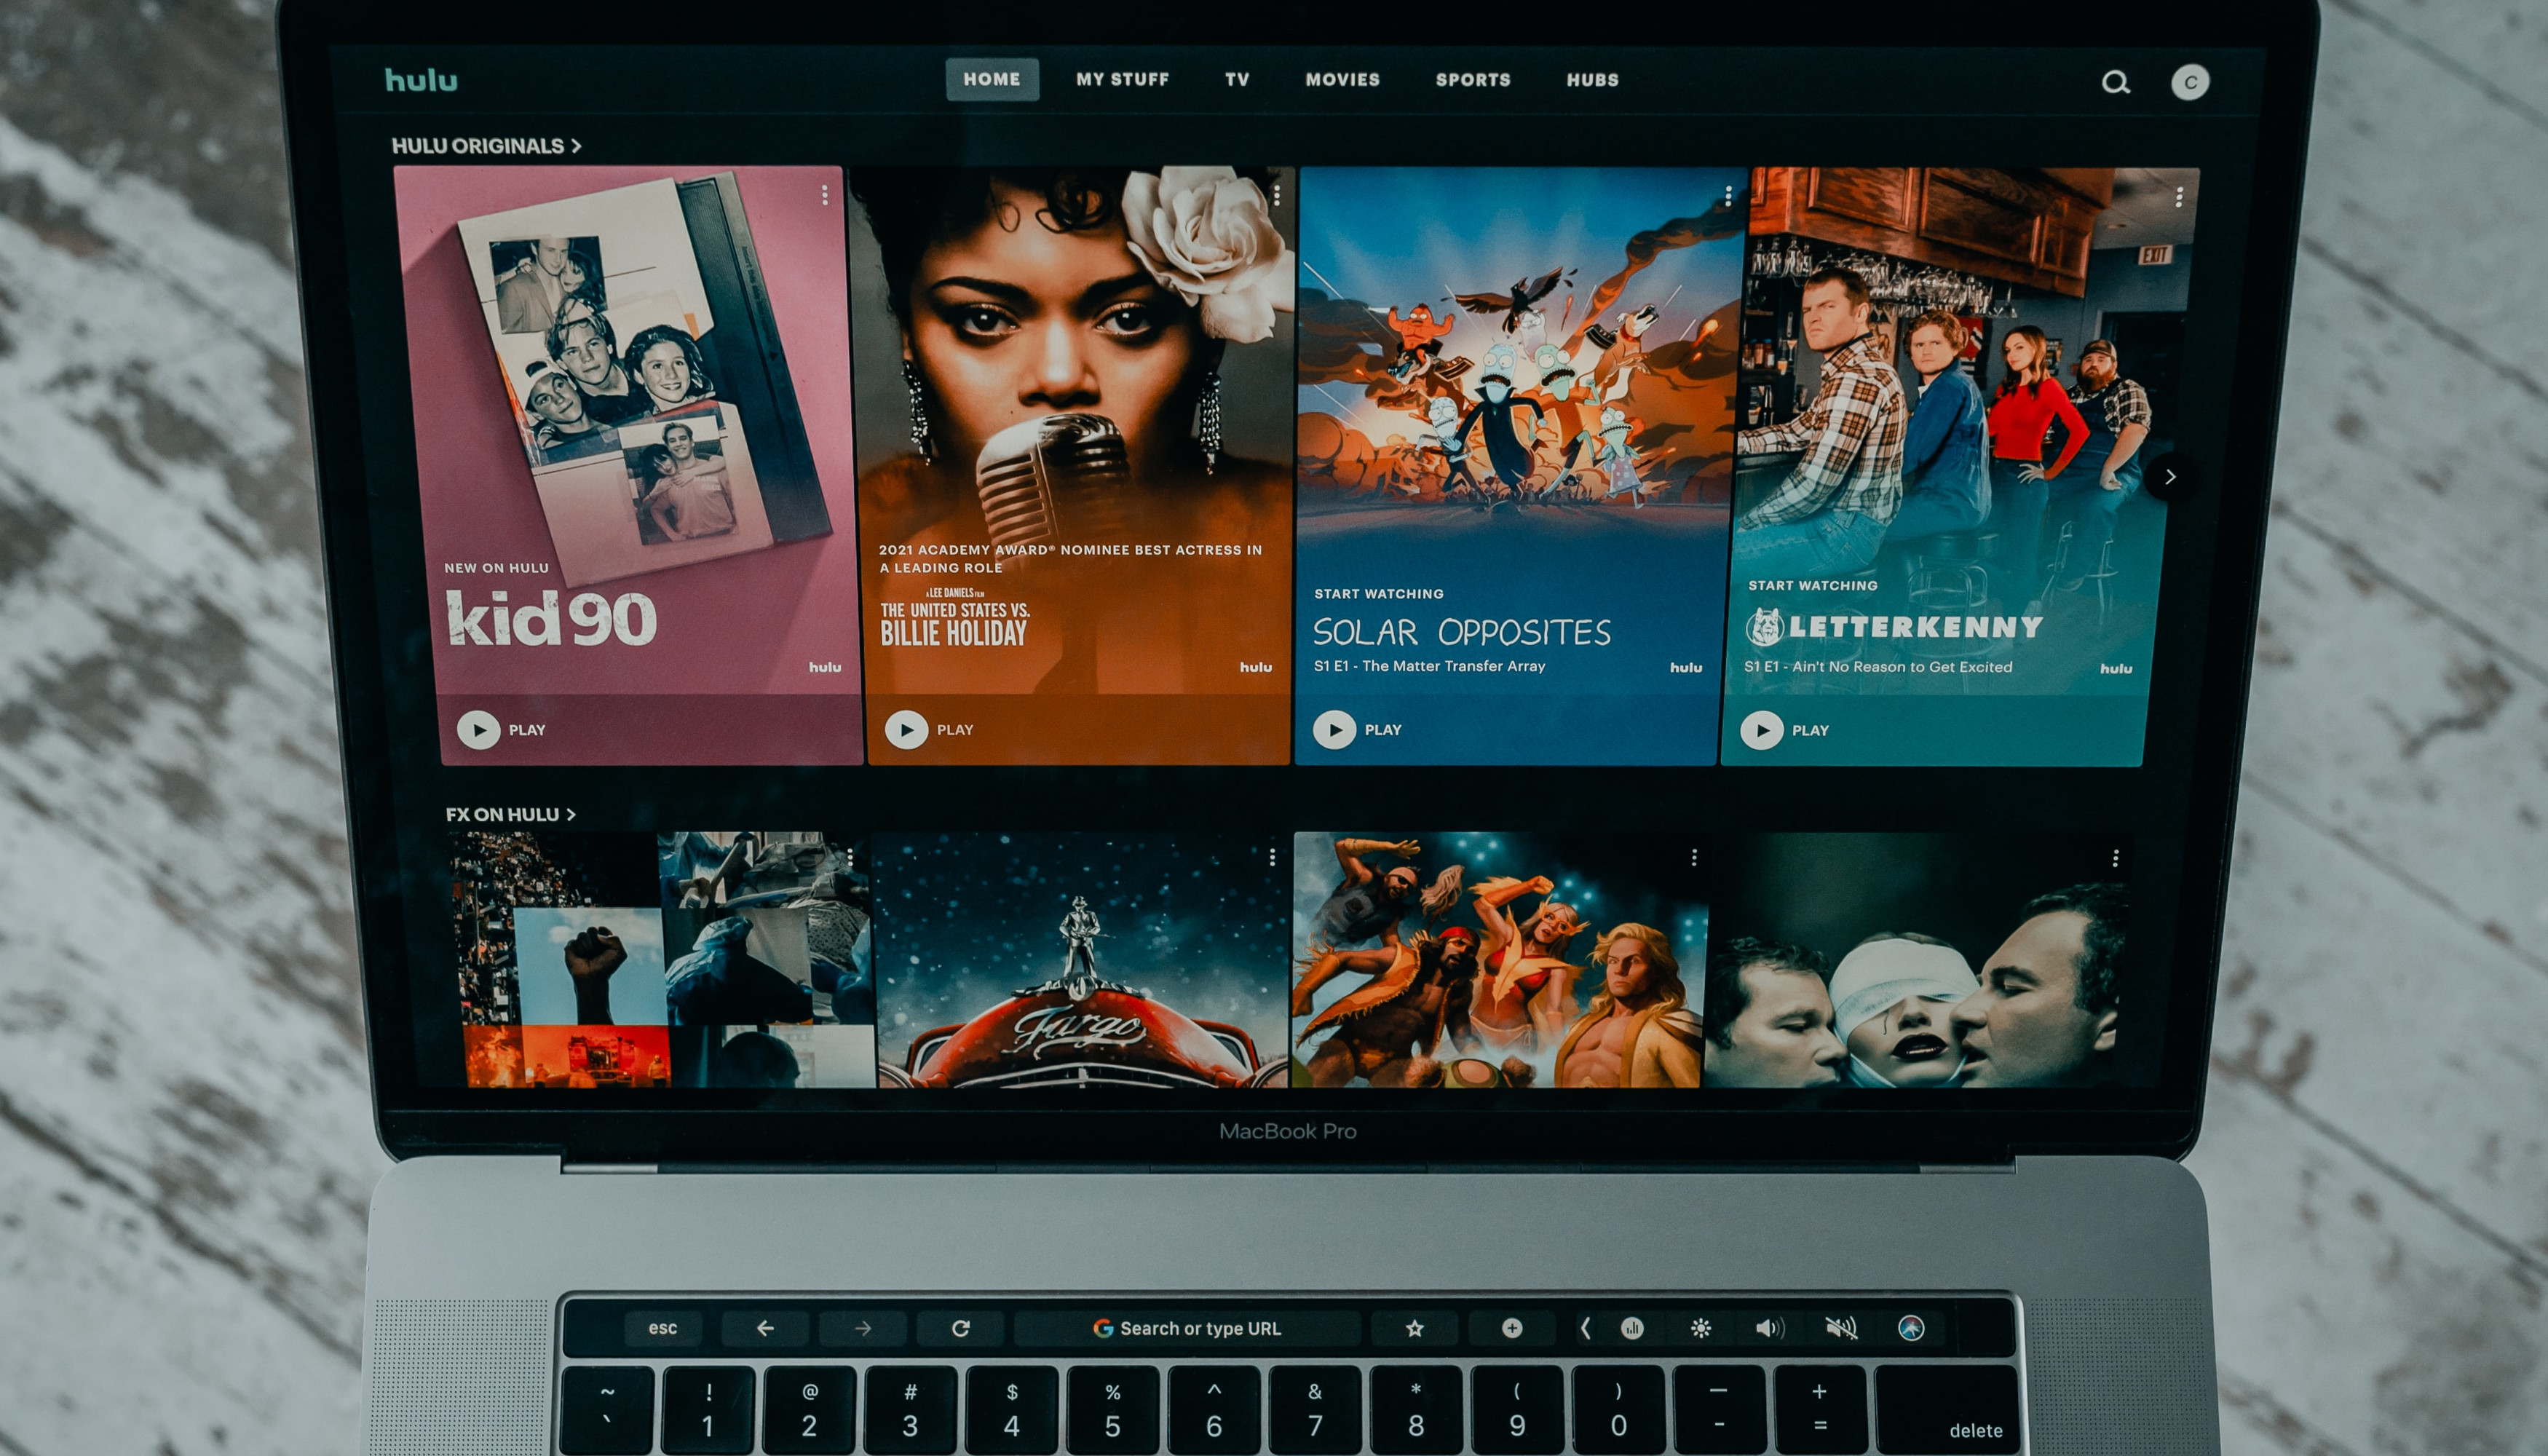 hulu
HOME MY STUFF TV MOVIES SPORTS HUBS
C
HULU ORIGINALS >
EXIT
NEW ON HULU
kid 90
hulu
PLAY
2021 ACADEMY AWARD® NOMINEE BEST ACTRESS IN
A LEADING ROLE
A LEE DANIELS FILM
THE UNITED STATES VS.
BILLIE HOLIDAY
hulu
PLAY
START WATCHING
SOLAR OPPOSITES
S1 E1 - The Matter Transfer Array
hulu
PLAY
START WATCHING
LETTERKENNY
S1 E1 - Ain't No Reason to Get Excited
hulu
PLAY
FX ON HULU >
Fargo
MacBook Pro
esc
G Search or type URL
~ ! @ # $ % ^ & * ( ) — +
` 1 2 3 4 5 6 7 8 9 0 - =
delete